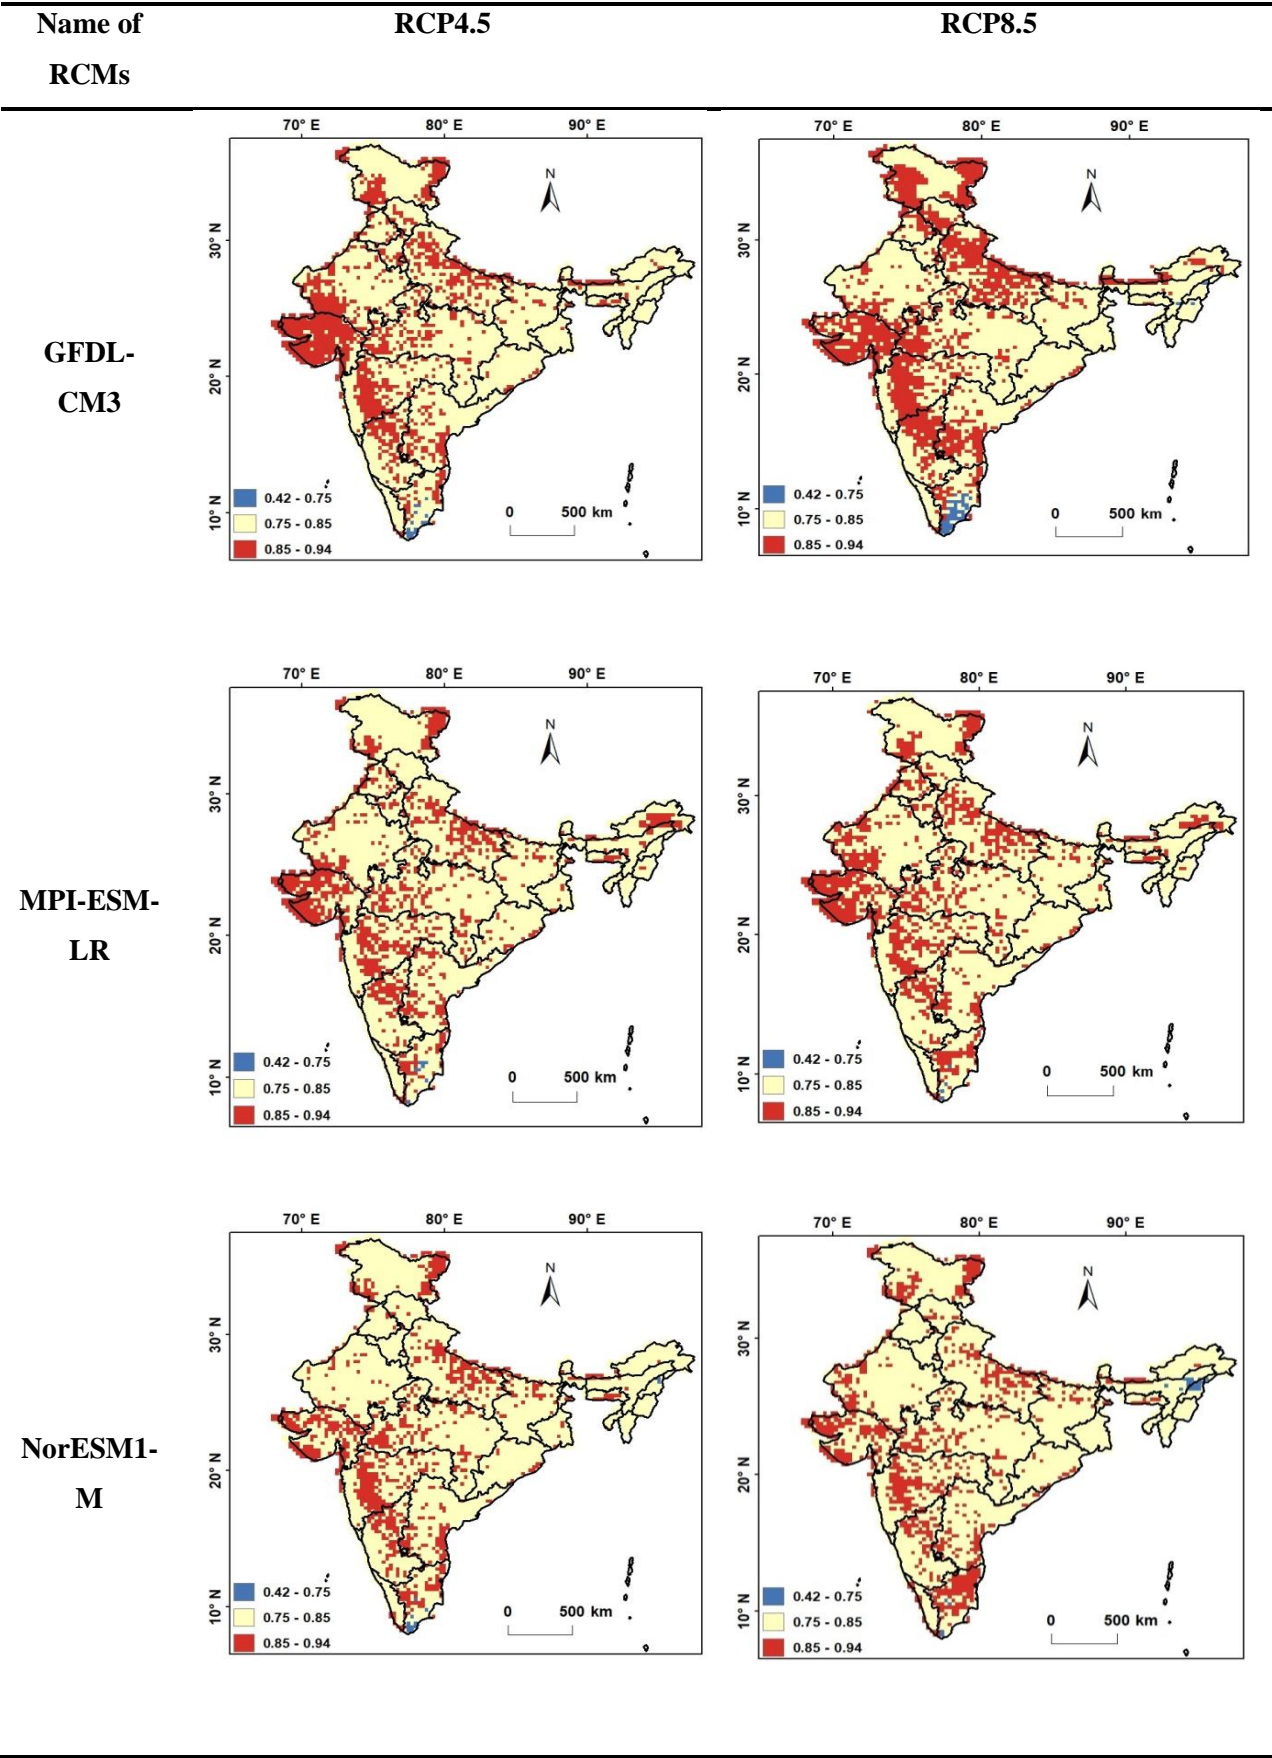 Name of RCMs
RCP4.5
RCP8.5
GFDL-
CM3
70° E 80° E 90° E
30° N
20° N
10° N
N
0.42 - 0.75
0.75 - 0.85
0.85 - 0.94
0 500 km
70° E 80° E 90° E
30° N
20° N
10° N
N
0.42 - 0.75
0.75 - 0.85
0.85 - 0.94
0 500 km
MPI-ESM-
LR
70° E 80° E 90° E
30° N
20° N
10° N
N
0.42 - 0.75
0.75 - 0.85
0.85 - 0.94
0 500 km
70° E 80° E 90° E
30° N
20° N
10° N
N
0.42 - 0.75
0.75 - 0.85
0.85 - 0.94
0 500 km
NorESM1-
M
70° E 80° E 90° E
30° N
20° N
10° N
N
0.42 - 0.75
0.75 - 0.85
0.85 - 0.94
0 500 km
70° E 80° E 90° E
30° N
20° N
10° N
N
0.42 - 0.75
0.75 - 0.85
0.85 - 0.94
0 500 km